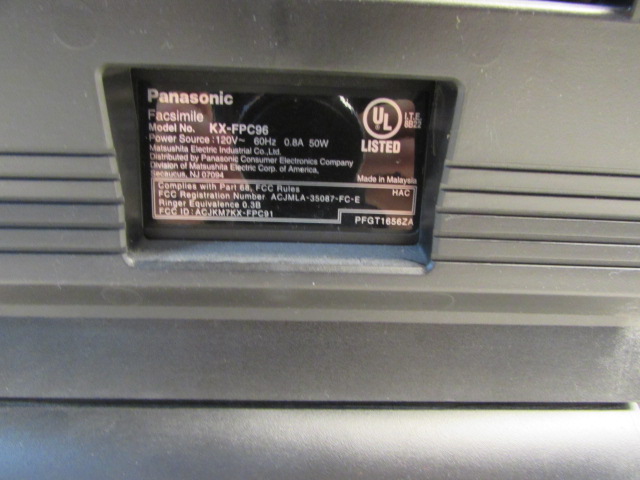 Panasonic
Facsimile
Model No. KX-FPC96
Power Source :120V~ 60Hz 0.8A 50W
Matsushita Electric Industrial Co., Ltd.
Distributed by Panasonic Consumer Electronics Company
Division of Matsushita Electric Corp. of America,
Secaucus, NJ 07094
UL
LISTED
I.T.E.
8B22
Made in Malaysia
Complies with Part 68, FCC Rules
HAC
FCC Registration Number ACJMLA-35087-FC-E
Ringer Equivalence 0.3B
FCC ID : ACJKM7KX-FPC91
PFGT1656ZA